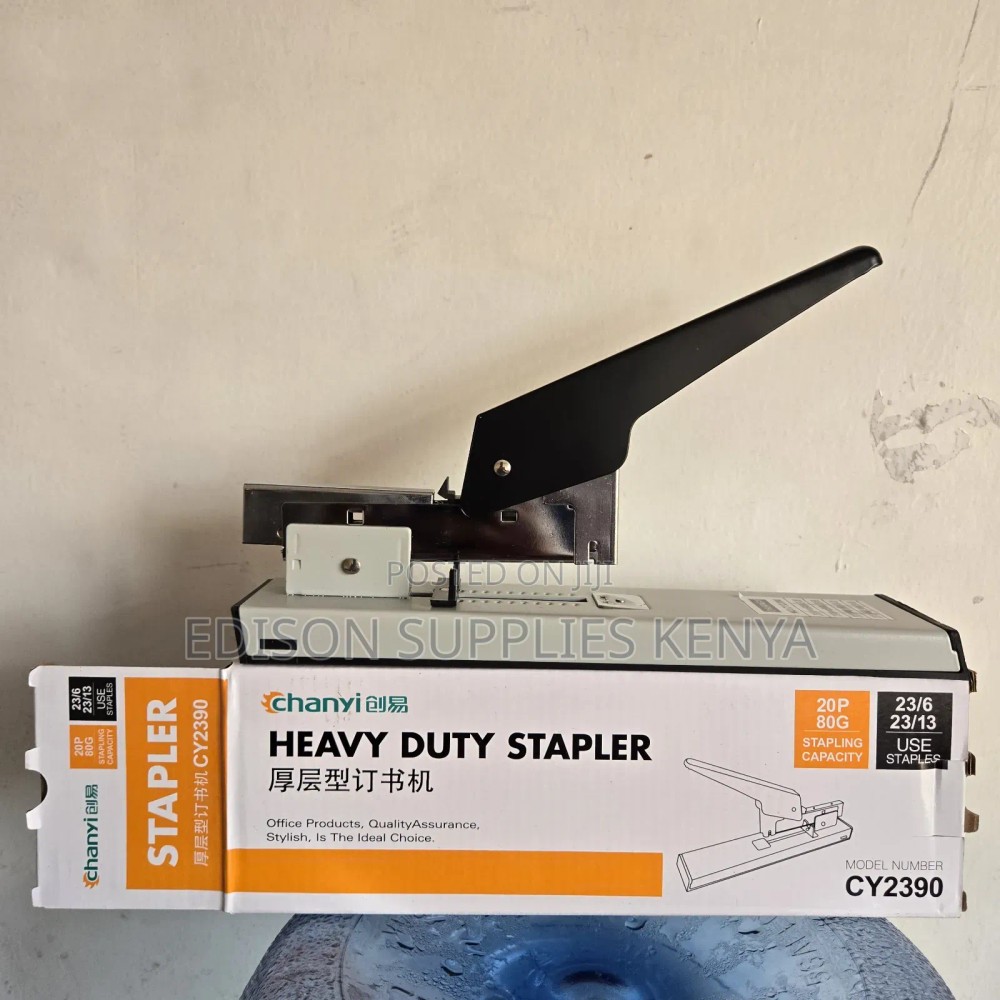 POSTED ON JIJI
EDISON SUPPLIES KENYA
chanyi 创易
HEAVY DUTY STAPLER
厚层型订书机
Office Products, QualityAssurance,
Stylish, Is The Ideal Choice.
20P
80G
STAPLING
CAPACITY
23/6
23/13
USE
STAPLES
MODEL NUMBER
CY2390
chanyi 创易
STAPLER
厚层型订书机 CY2390
20P
80G
STAPLING
CAPACITY
23/6
23/13
USE
STAPLES